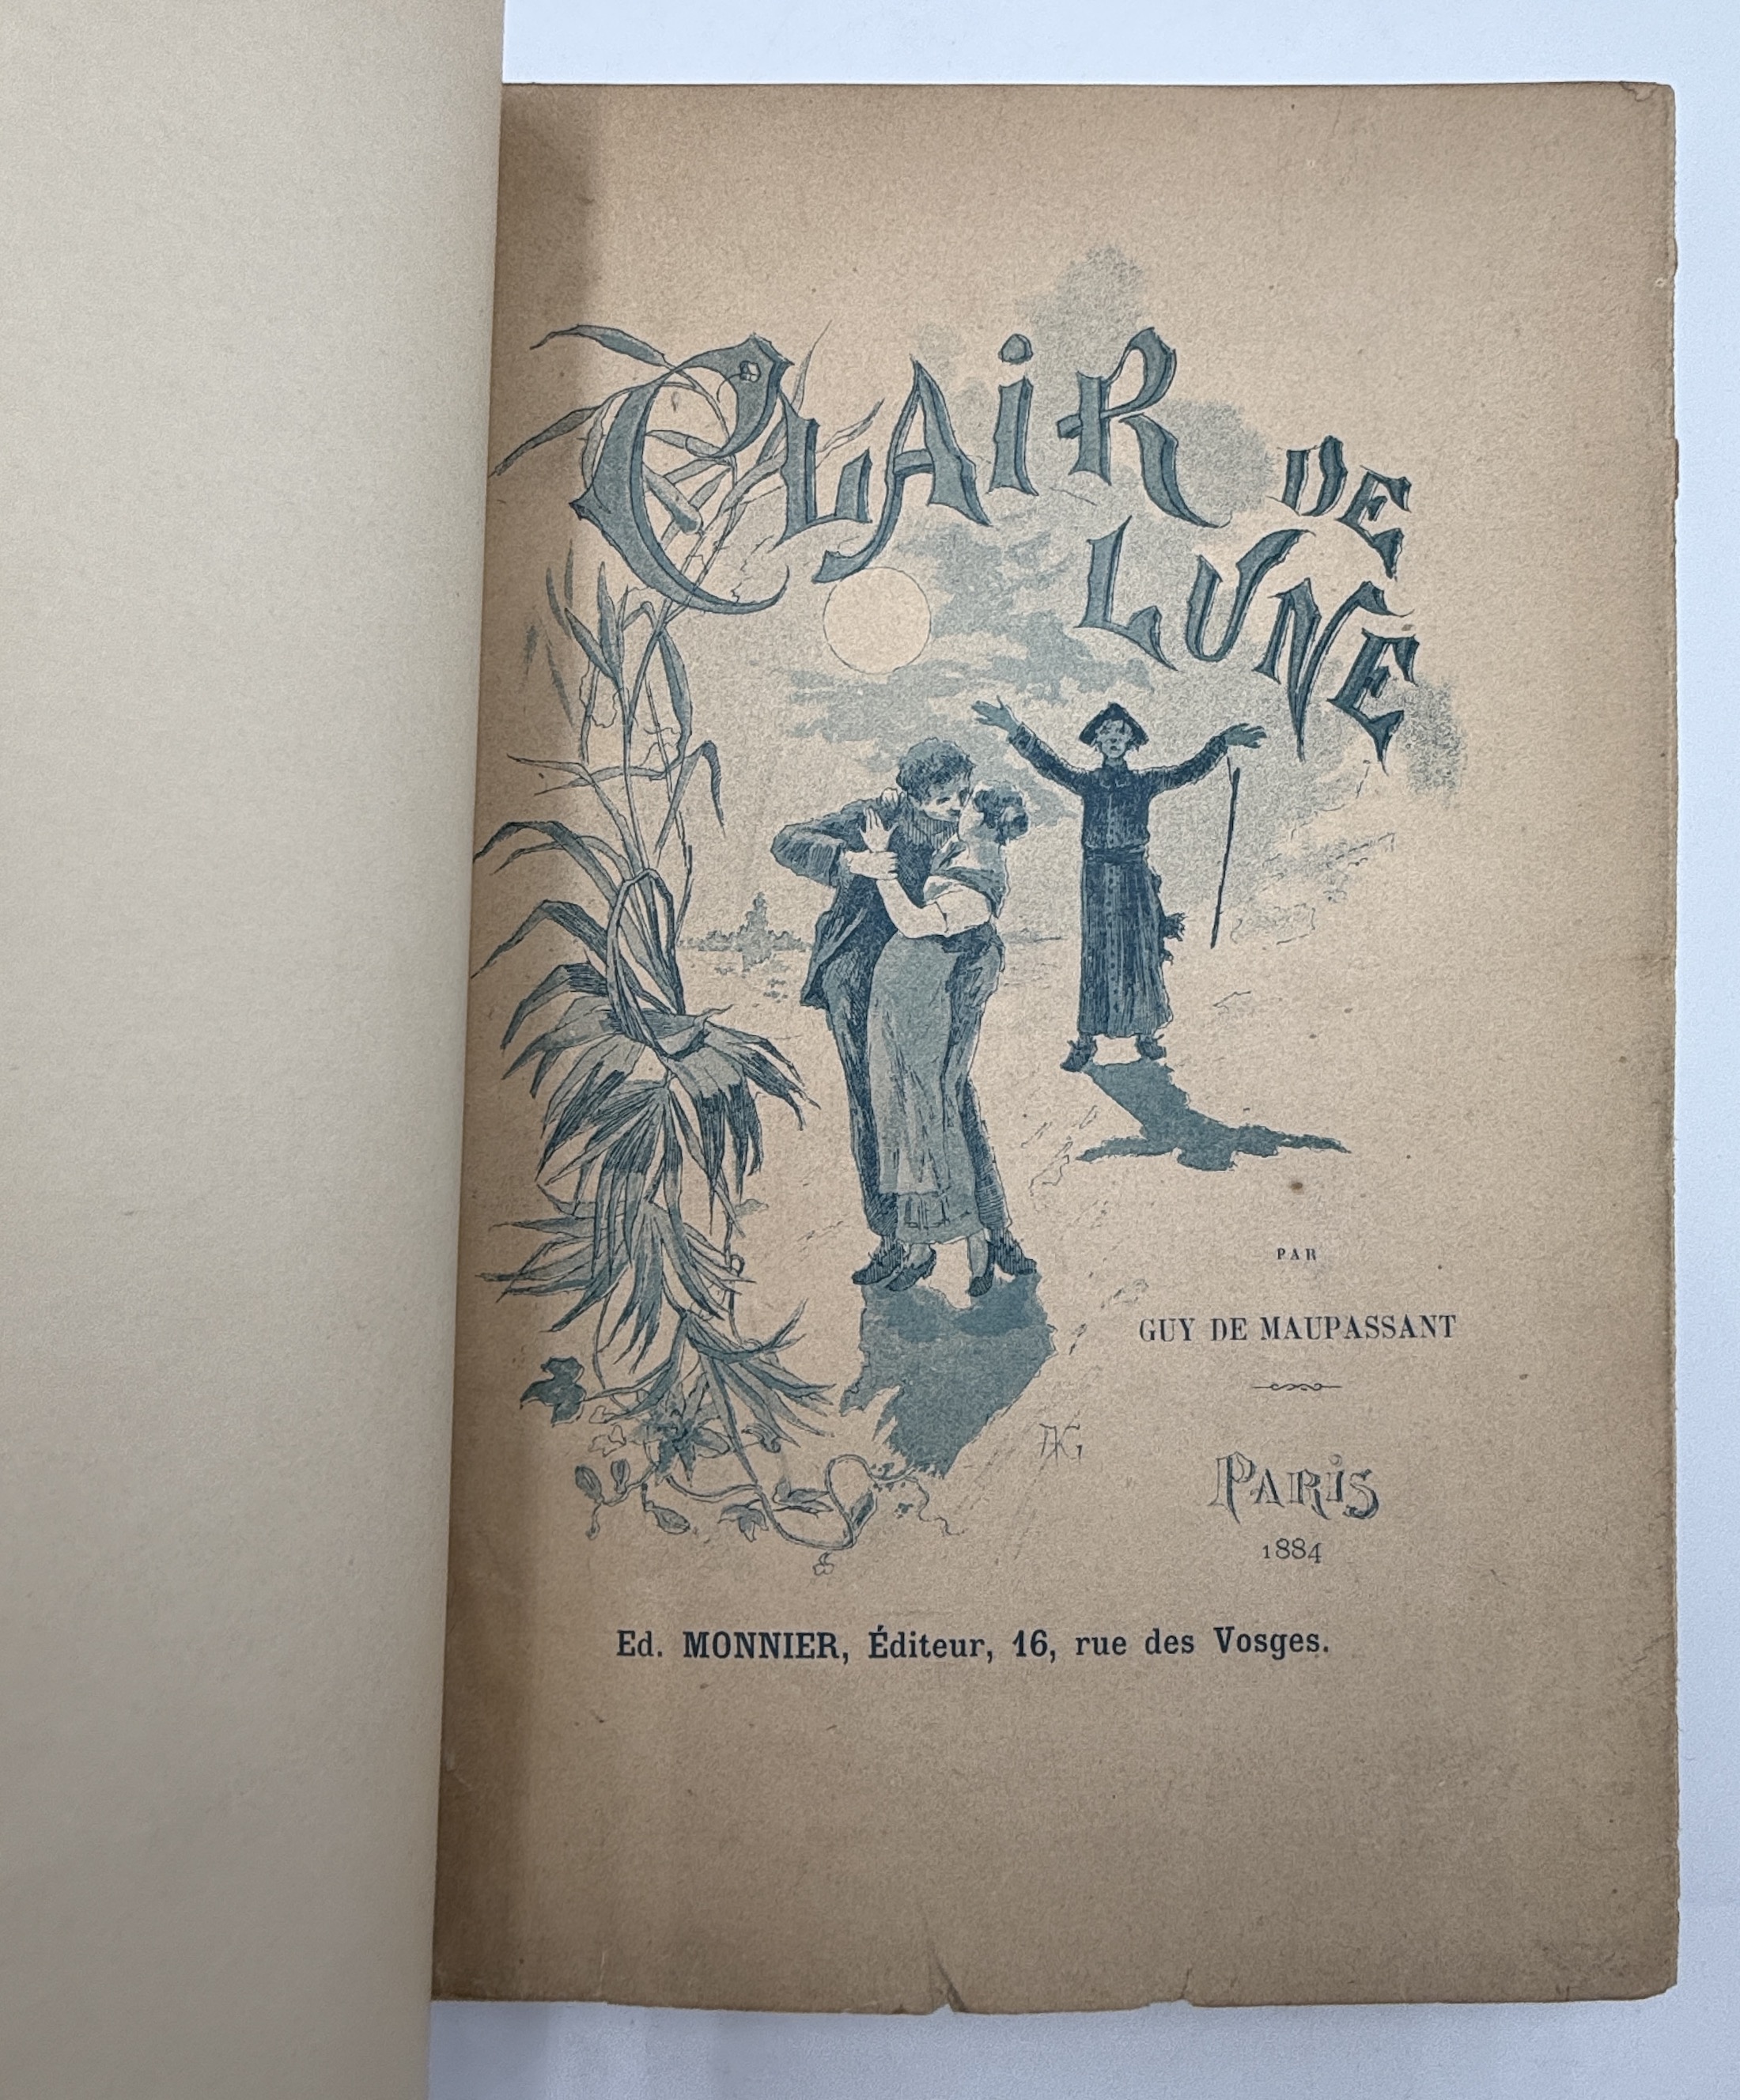 CLAiR DE
LUNE
PAR
GUY DE MAUPASSANT
PARiS
1884
Ed. MONNIER, Éditeur, 16, rue des Vosges.